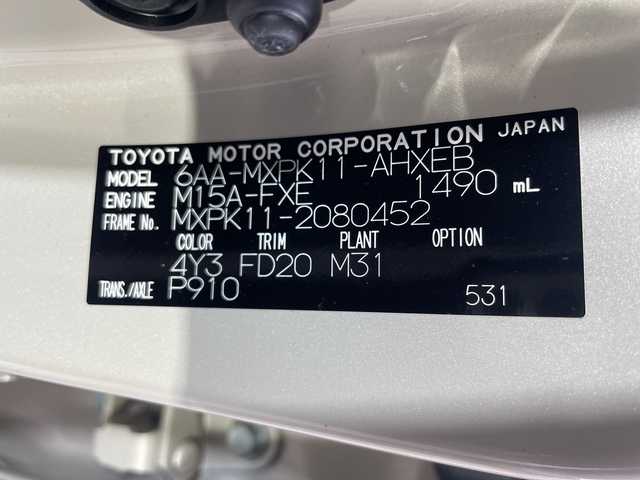 TOYOTA MOTOR CORPORATION JAPAN
MODEL 6AA-MXPK11-AHXEB
ENGINE M15A-FXE 1490 mL
FRAME No. MXPK11-2080452
COLOR TRIM PLANT OPTION
4Y3 FD20 M31
TRANS./AXLE P910 531